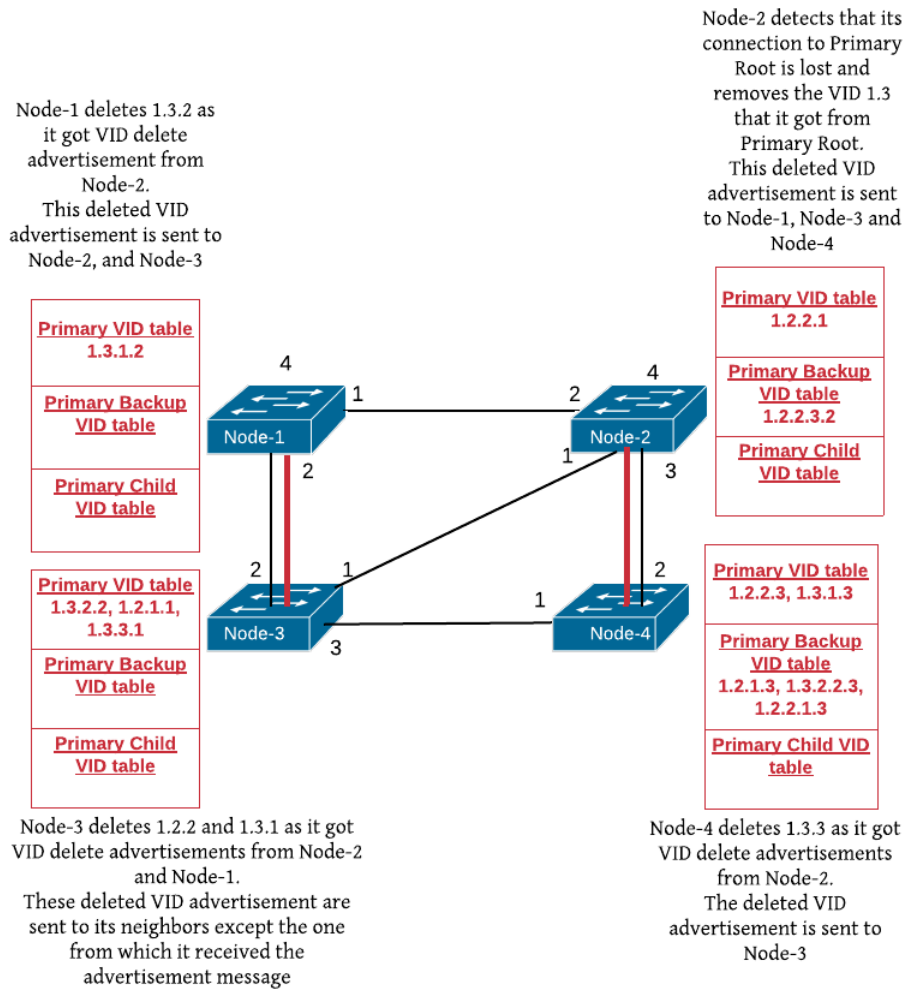 Node-2 detects that its
connection to Primary
Root is lost and
removes the VID 1.3
that it got from
Primary Root.
This deleted VID
advertisement is sent
to Node-1, Node-3 and
Node-4
Node-1 deletes 1.3.2 as
it got VID delete
advertisement from
Node-2.
This deleted VID
advertisement is sent to
Node-2, and Node-3
Primary VID table
1.3.1.2
Primary Backup
VID table
Primary Child
VID table
Primary VID table
1.2.2.1
Primary Backup
VID table
1.2.2.3.2
Primary Child
VID table
4
1
2
4
Node-1
Node-2
2
1
3
2
1
1
2
Node-3
3
Node-4
Primary VID table
1.3.2.2, 1.2.1.1,
1.3.3.1
Primary Backup
VID table
Primary Child
VID table
Primary VID table
1.2.2.3, 1.3.1.3
Primary Backup
VID table
1.2.1.3, 1.3.2.2.3,
1.2.2.1.3
Primary Child VID
table
Node-3 deletes 1.2.2 and 1.3.1 as it got
VID delete advertisements from Node-2
and Node-1.
These deleted VID advertisement are
sent to its neighbors except the one
from which it received the
advertisement message
Node-4 deletes 1.3.3 as it got
VID delete advertisements
from Node-2.
The deleted VID
advertisement is sent to
Node-3